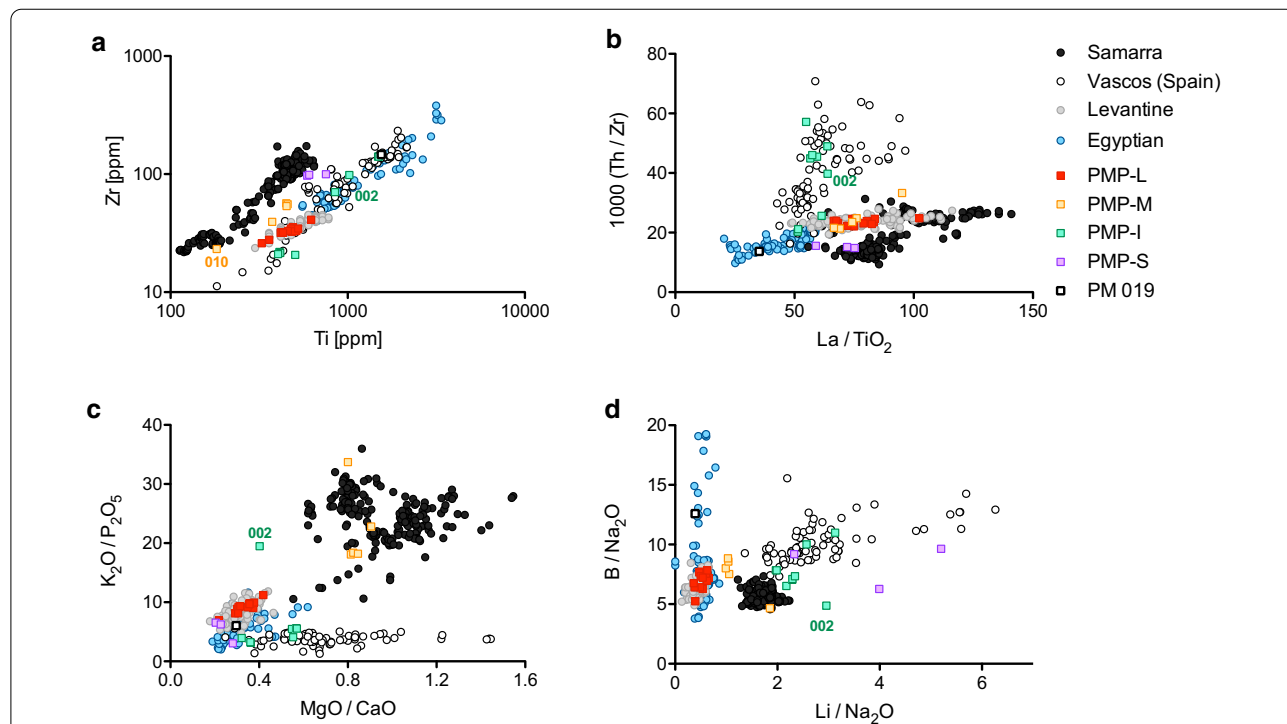 a
1000
100
10
Zr [ppm]
100
1000
10000
Ti [ppm]
002
010
b
80
60
40
20
0
1000 (Th / Zr)
0
50
100
150
La / TiO₂
002
Samarra
Vascos (Spain)
Levantine
Egyptian
PMP-L
PMP-M
PMP-I
PMP-S
PM 019
c
40
30
20
10
0
K₂O / P₂O₅
0.0
0.4
0.8
1.2
1.6
MgO / CaO
002
d
20
15
10
5
0
B / Na₂O
0
2
4
6
Li / Na₂O
002